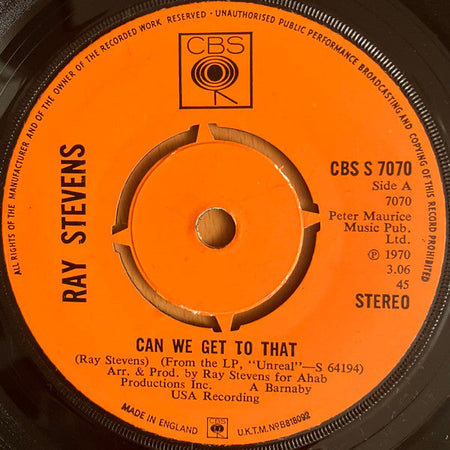 ALL RIGHTS OF THE MANUFACTURER AND OF THE OWNER OF THE RECORDED WORK RESERVED - UNAUTHORISED PUBLIC PERFORMANCE BROADCASTING AND COPYING OF THIS RECORD PROHIBITED
CBS
RAY STEVENS
CBS S 7070
Side A
7070
Peter Maurice
Music Pub.
Ltd.
℗ 1970
3.06
45
STEREO
CAN WE GET TO THAT
(Ray Stevens) (From the LP, "Unreal"—S 64194)
Arr. & Prod. by Ray Stevens for Ahab
Productions Inc. A Barnaby
USA Recording
MADE IN ENGLAND
CBS
U.K.T.M. No B818092